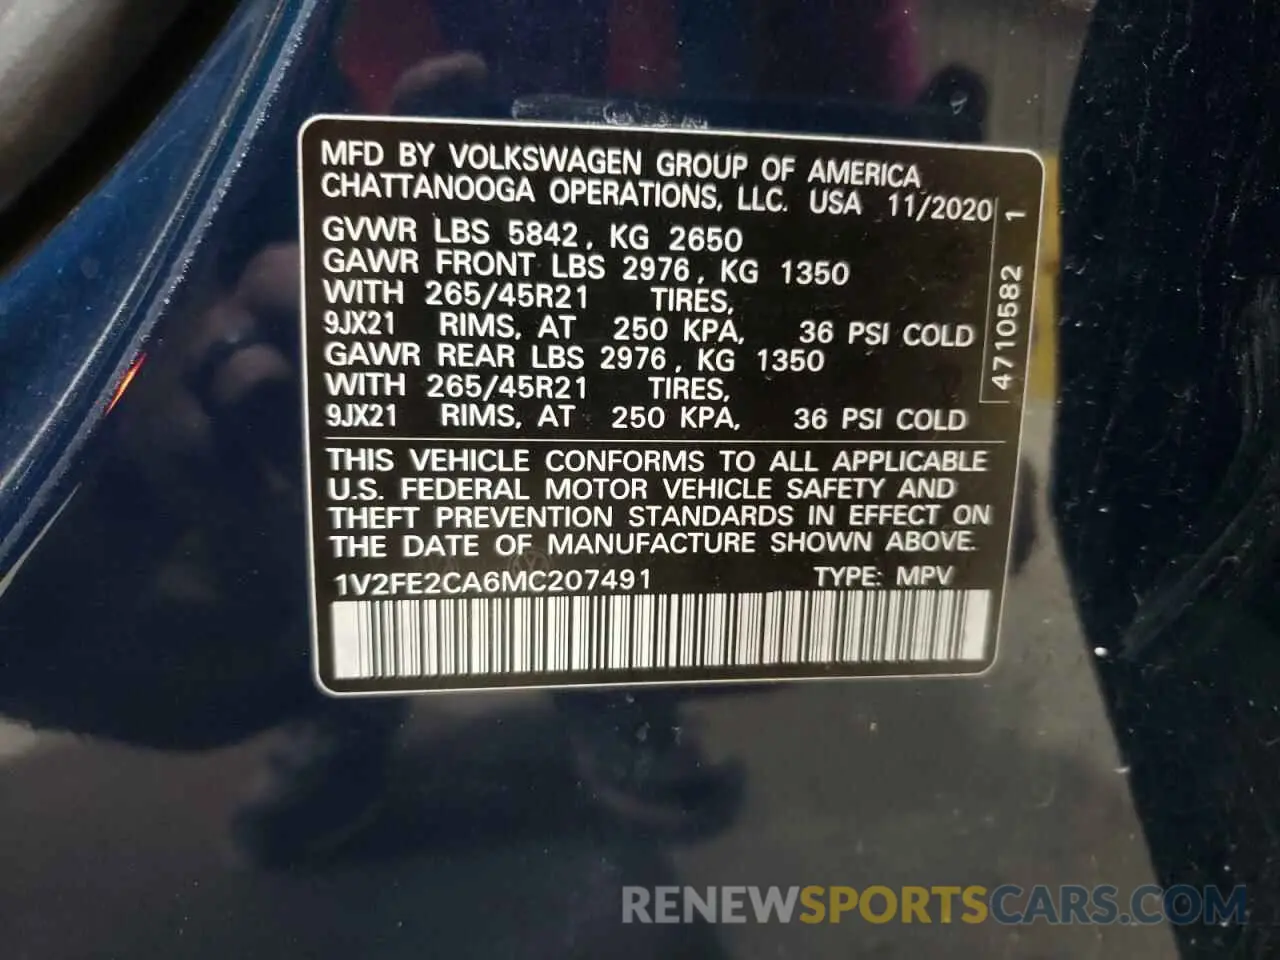 MFD BY VOLKSWAGEN GROUP OF AMERICA
CHATTANOOGA OPERATIONS, LLC. USA 11/2020
GVWR LBS 5842, KG 2650
GAWR FRONT LBS 2976, KG 1350
WITH 265/45R21 TIRES,
9JX21 RIMS, AT 250 KPA, 36 PSI COLD
GAWR REAR LBS 2976, KG 1350
WITH 265/45R21 TIRES,
9JX21 RIMS, AT 250 KPA, 36 PSI COLD
4710582 1
THIS VEHICLE CONFORMS TO ALL APPLICABLE
U.S. FEDERAL MOTOR VEHICLE SAFETY AND
THEFT PREVENTION STANDARDS IN EFFECT ON
THE DATE OF MANUFACTURE SHOWN ABOVE.
1V2FE2CA6MC207491 TYPE: MPV
RENEWSPORTSCARS.COM